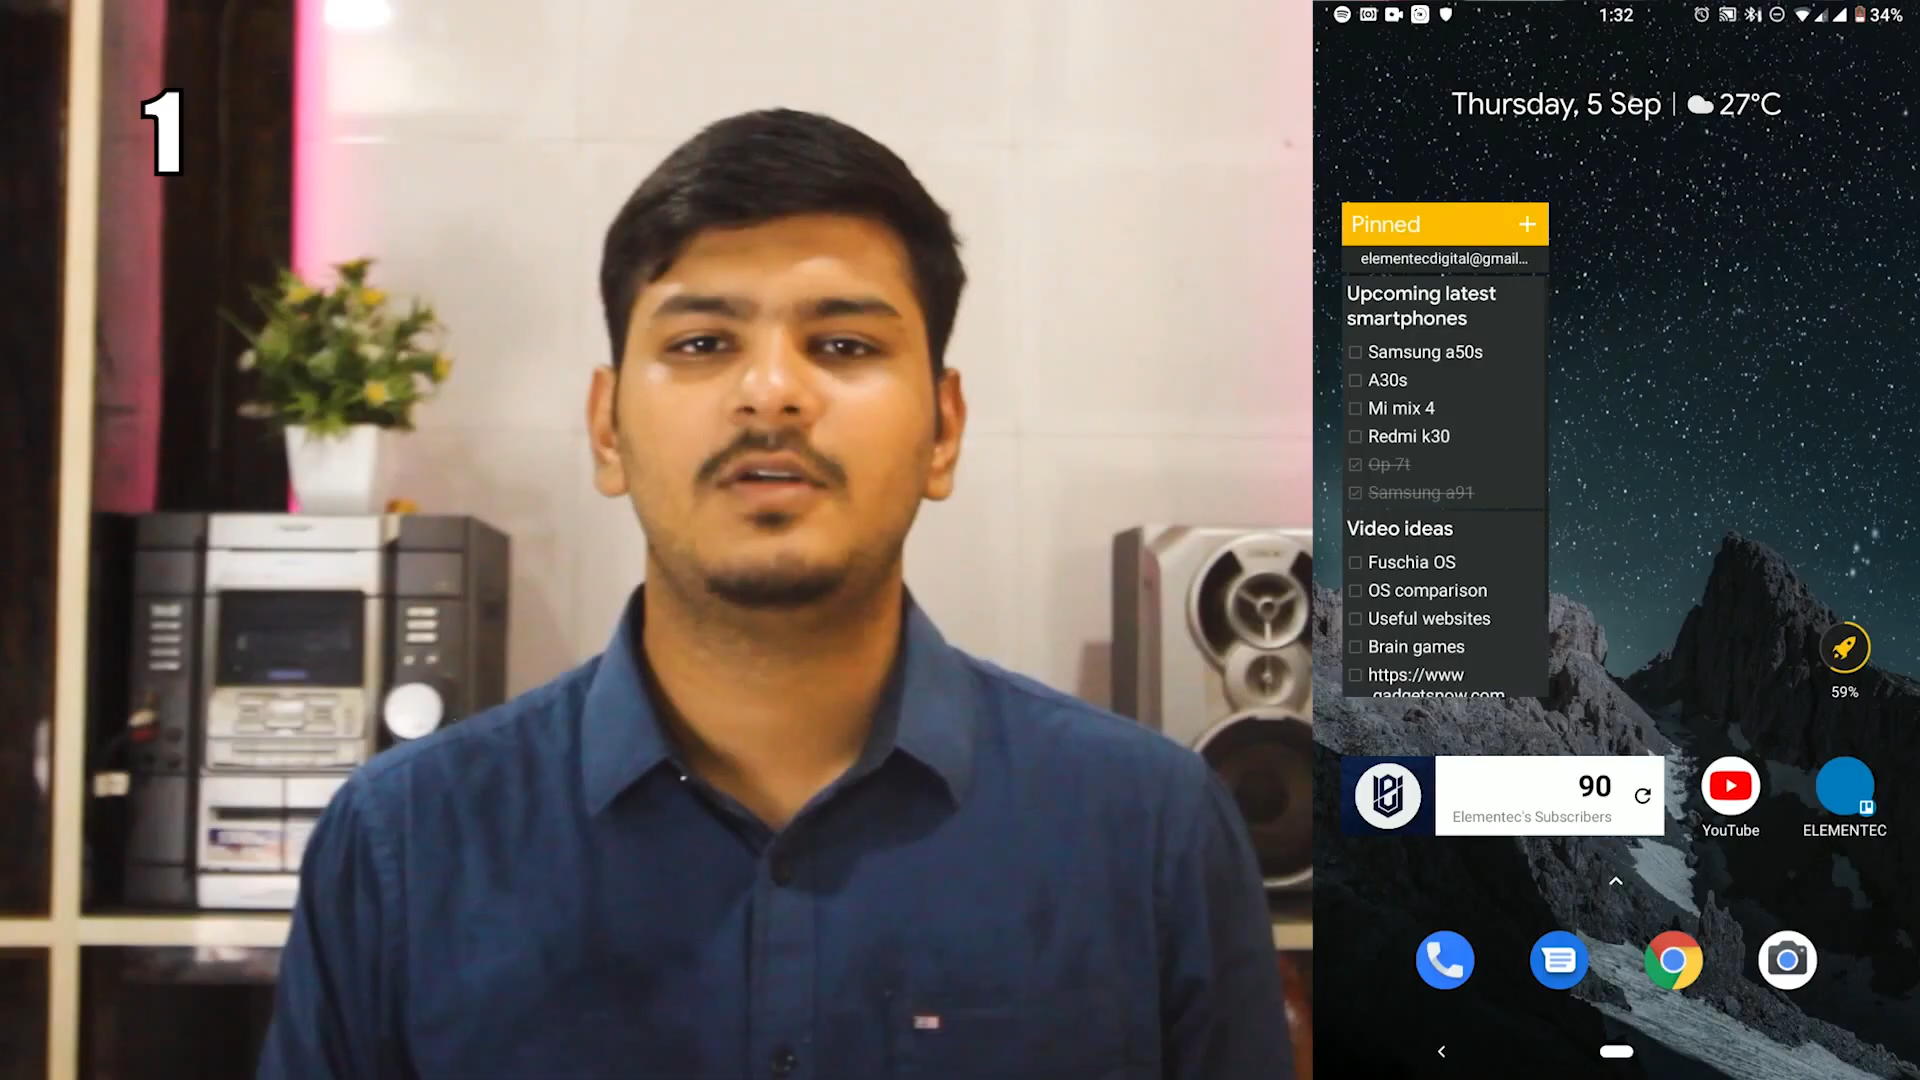 1
1:32
34%
Thursday, 5 Sep | 27°C
Pinned +
elementecdigital@gmail...
Upcoming latest
smartphones
Samsung a50s
A30s
Mi mix 4
Redmi k30
Op 7t
Samsung a91
Video ideas
Fuschia OS
OS comparison
Useful websites
Brain games
https://www
gadgetsnow.com
59%
90
Elementec's Subscribers
YouTube
ELEMENTEC